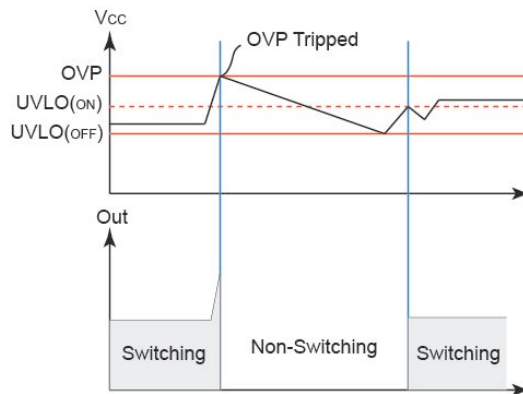 Vcc
OVP Tripped
OVP
UVLO(ON)
UVLO(OFF)
Out
Switching
Non-Switching
Switching